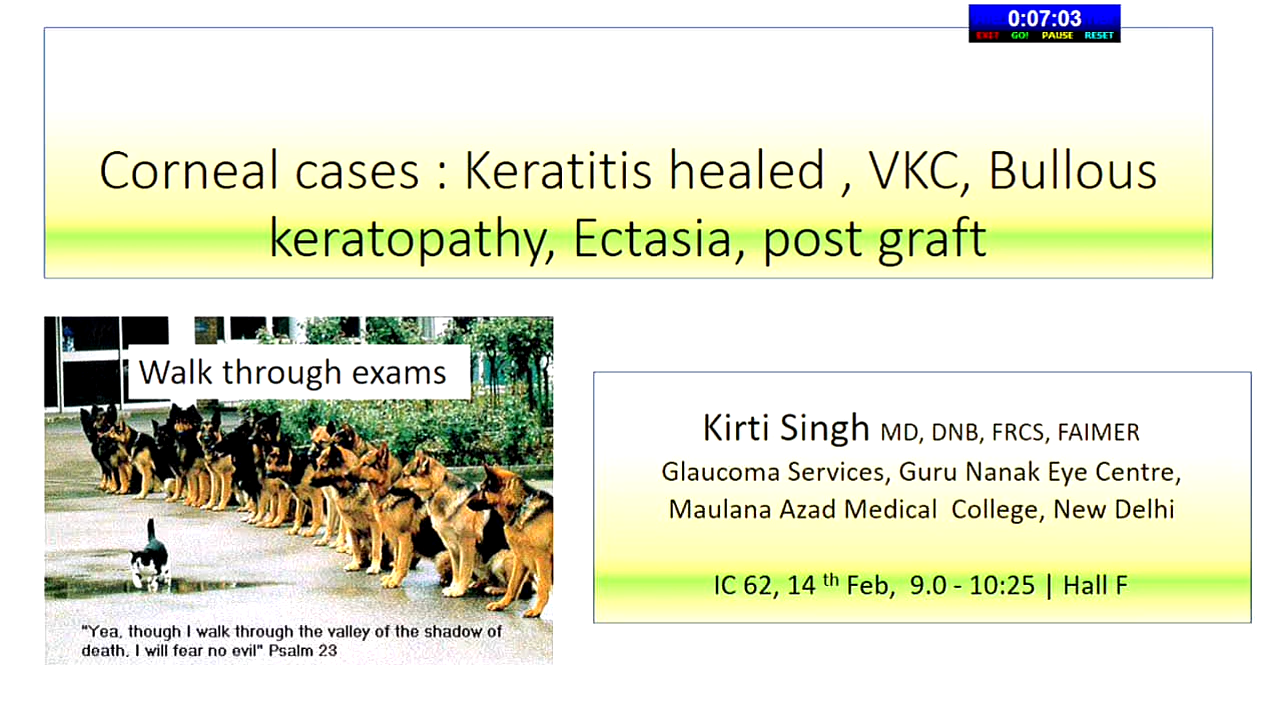 0:07:03
EXIT GO! PAUSE RESET
Corneal cases : Keratitis healed , VKC, Bullous
keratopathy, Ectasia, post graft
Walk through exams
"Yea, though I walk through the valley of the shadow of
death, I will fear no evil" Psalm 23
Kirti Singh MD, DNB, FRCS, FAIMER
Glaucoma Services, Guru Nanak Eye Centre,
Maulana Azad Medical College, New Delhi
IC 62, 14 th Feb, 9.0 - 10:25 | Hall F